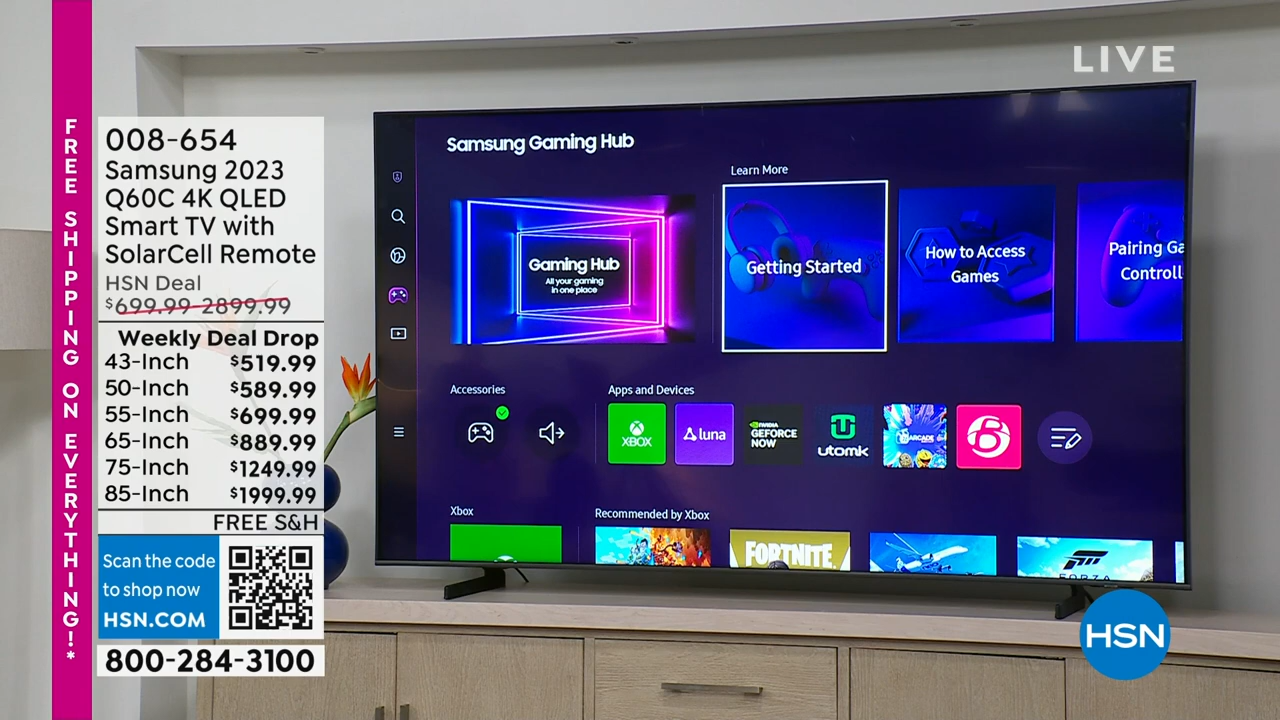 LIVE
FREE SHIPPING ON EVERYTHING!*
008-654
Samsung 2023
Q60C 4K QLED
Smart TV with
SolarCell Remote
HSN Deal
$699.99-2899.99
Weekly Deal Drop
43-Inch $519.99
50-Inch $589.99
55-Inch $699.99
65-Inch $889.99
75-Inch $1249.99
85-Inch $1999.99
FREE S&H
Scan the code
to shop now
HSN.COM
800-284-3100
Samsung Gaming Hub
Learn More
Gaming Hub
All your gaming
in one place
Getting Started
How to Access
Games
Pairing Ga
Controll
Accessories
Apps and Devices
XBOX
luna
NVIDIA
GEFORCE
NOW
utomik
ARCADE
Xbox
Recommended by Xbox
FORTNITE
FORZA
HSN